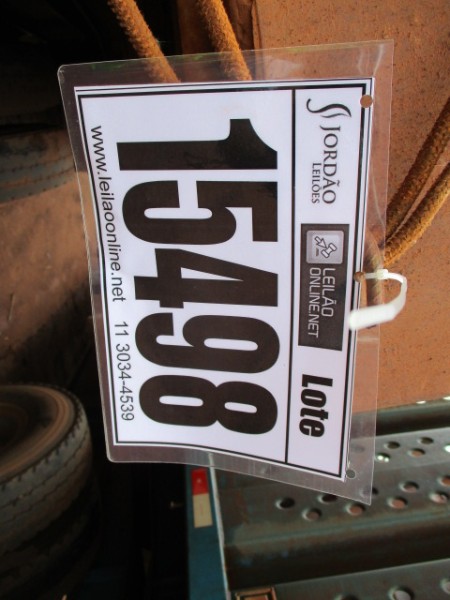 JORDÃO
LEILÕES
LEILÃO
ONLINE.NET
Lote
15498
www.leilaoonline.net 11 3034-4539